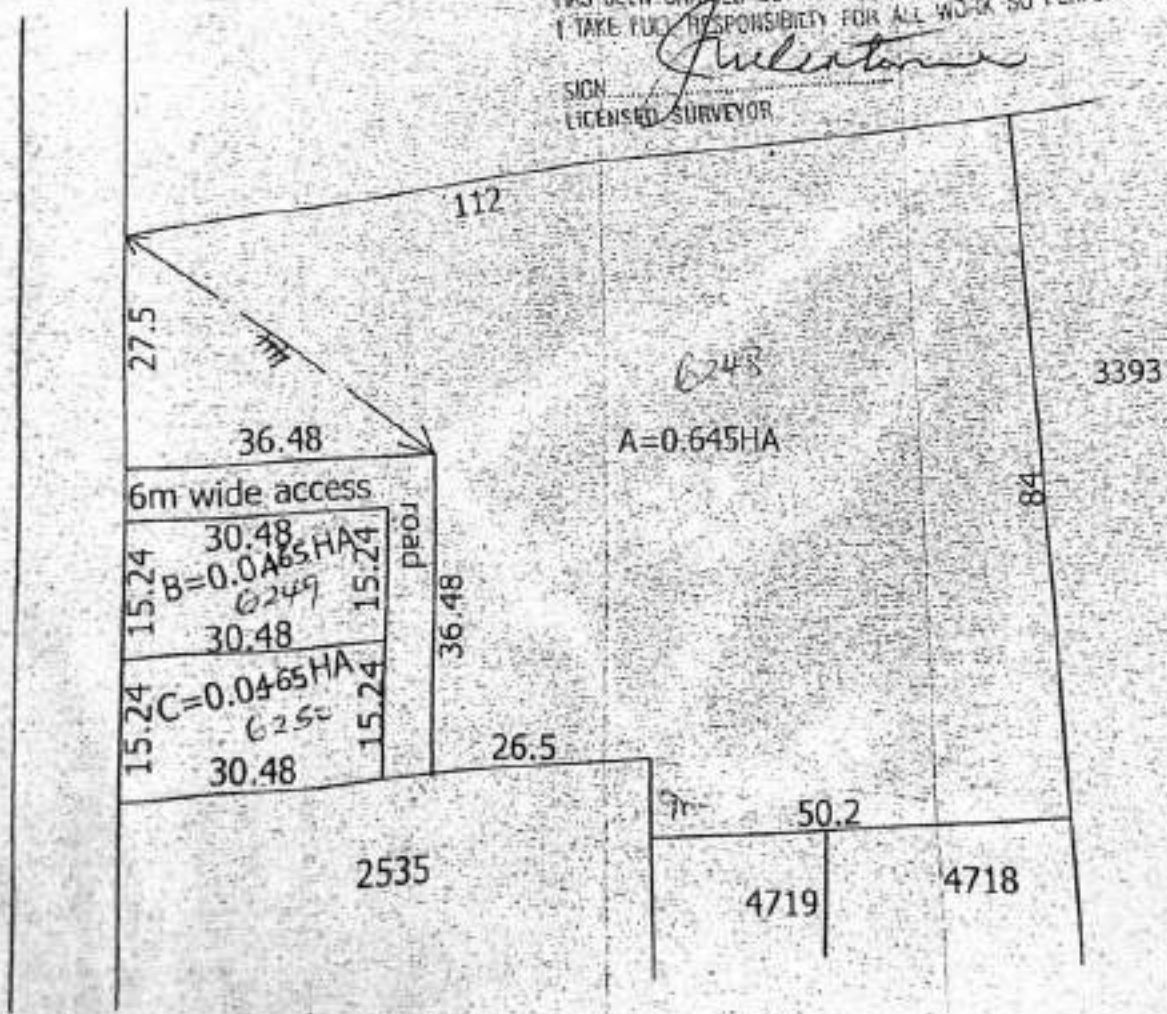 I TAKE FULL RESPONSIBILTY FOR ALL WORK SO
SIGN
LICENSED SURVEYOR
112
27.5
6248
3393
36.48
A=0.645HA
6m wide access
road
84
30.48
15.24
B=0.0465HA
15.24
6249
36.48
30.48
15.24
C=0.0465HA
15.24
6250
26.5
30.48
50.2
2535
4719
4718